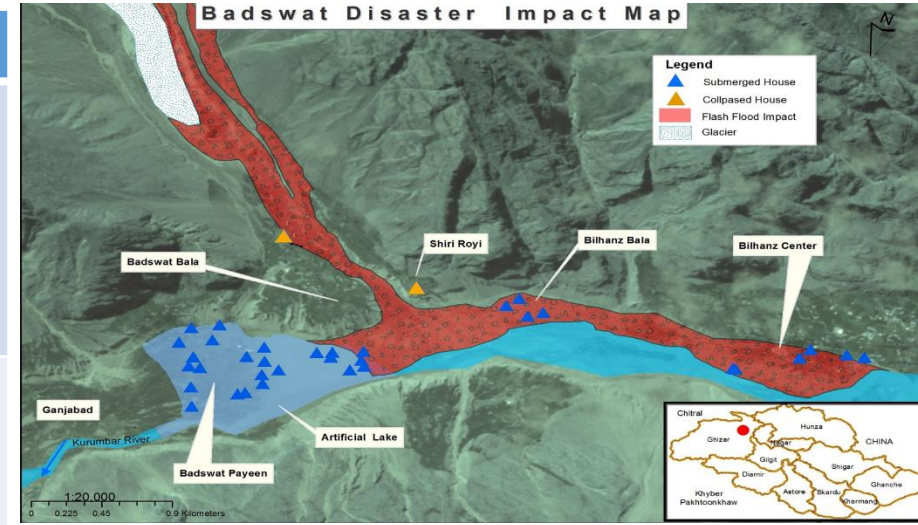 Badswat Disaster Impact Map
N
Legend
Submerged House
Collpased House
Flash Flood Impact
Glacier
Shiri Royi
Bilhanz Bala
Bilhanz Center
Badswat Bala
Ganjabad
Kurumbar River
Artificial Lake
Badswat Payeen
1:20,000
0 0.225 0.45 0.9 Kilometers
Chitral
Hunza
Ghizer
Nagar
CHINA
Gilgit
Shigar
Diamir
Ghanche
Khyber
Pakhtoonkhaw
Astore
Skardu
Kharmang